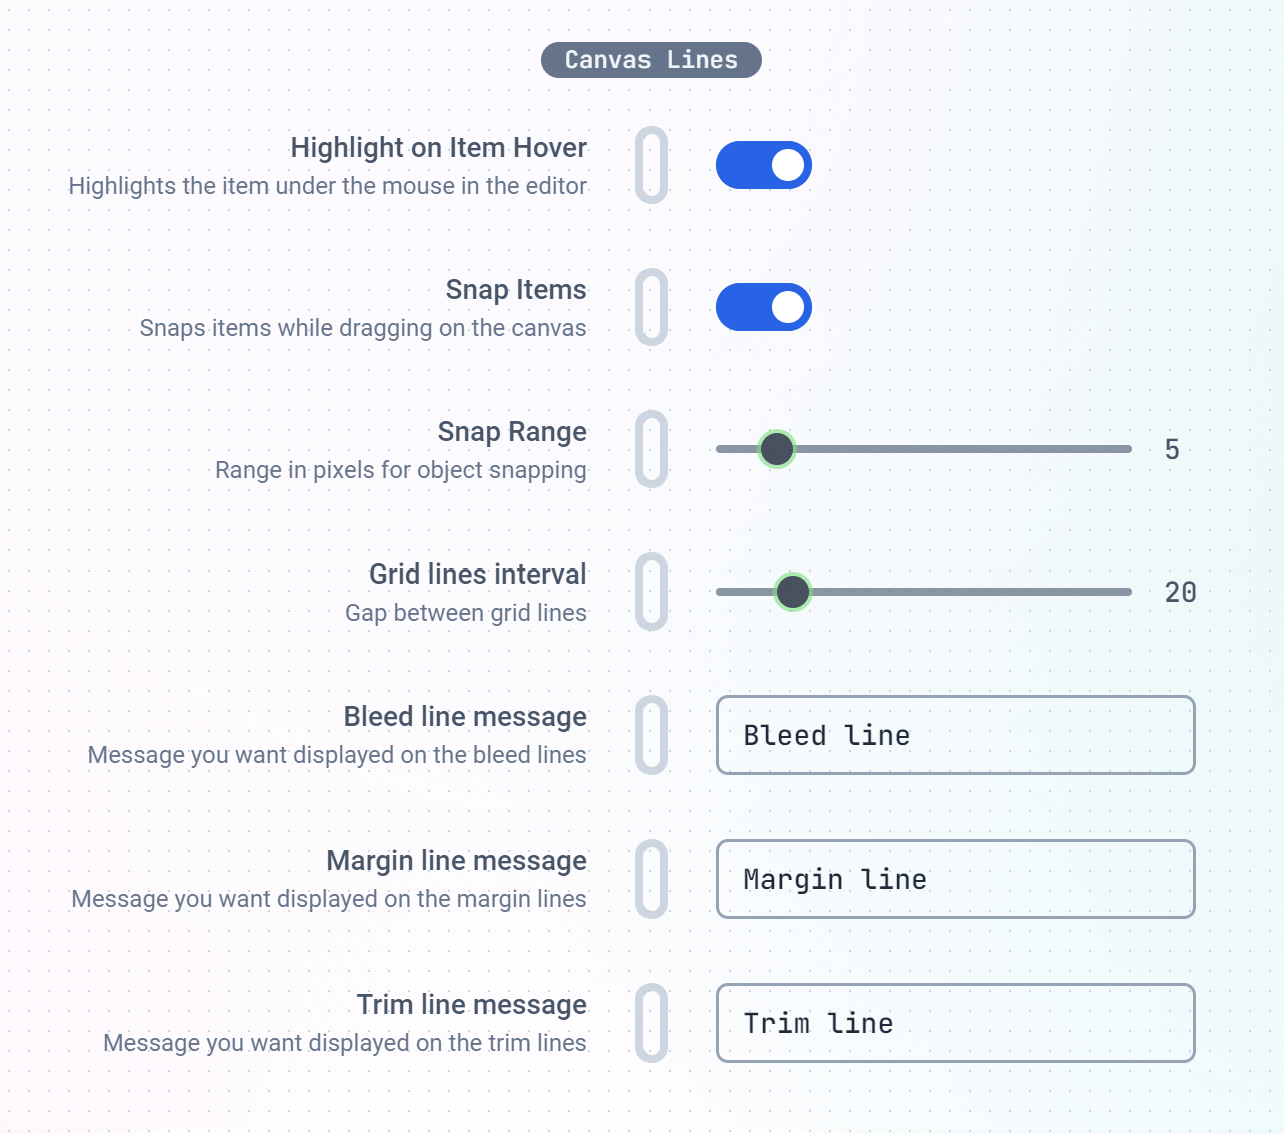 Canvas Lines
Highlight on Item Hover
Highlights the item under the mouse in the editor
Snap Items
Snaps items while dragging on the canvas
Snap Range
Range in pixels for object snapping
5
Grid lines interval
Gap between grid lines
20
Bleed line message
Message you want displayed on the bleed lines
Bleed line
Margin line message
Message you want displayed on the margin lines
Margin line
Trim line message
Message you want displayed on the trim lines
Trim line